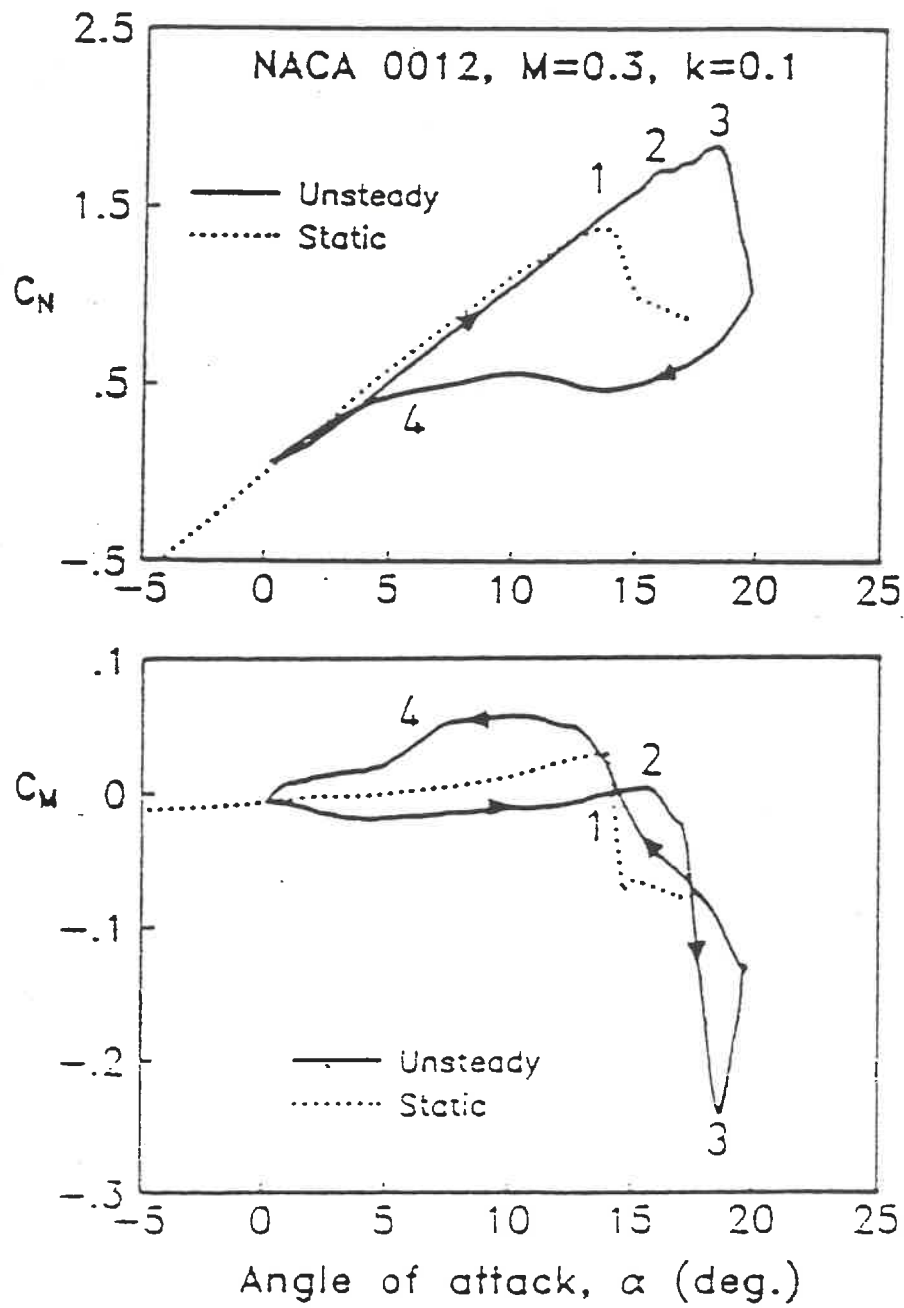 2.5
NACA 0012, M=0.3, k=0.1
3
2
1
1.5
Unsteady
Static
C_N
.5
4
-.5
-5 0 5 10 15 20 25
.1
4
2
C_M 0
1
-.1
-.2
Unsteady
Static
3
-.3
-5 0 5 10 15 20 25
Angle of attack, α (deg.)